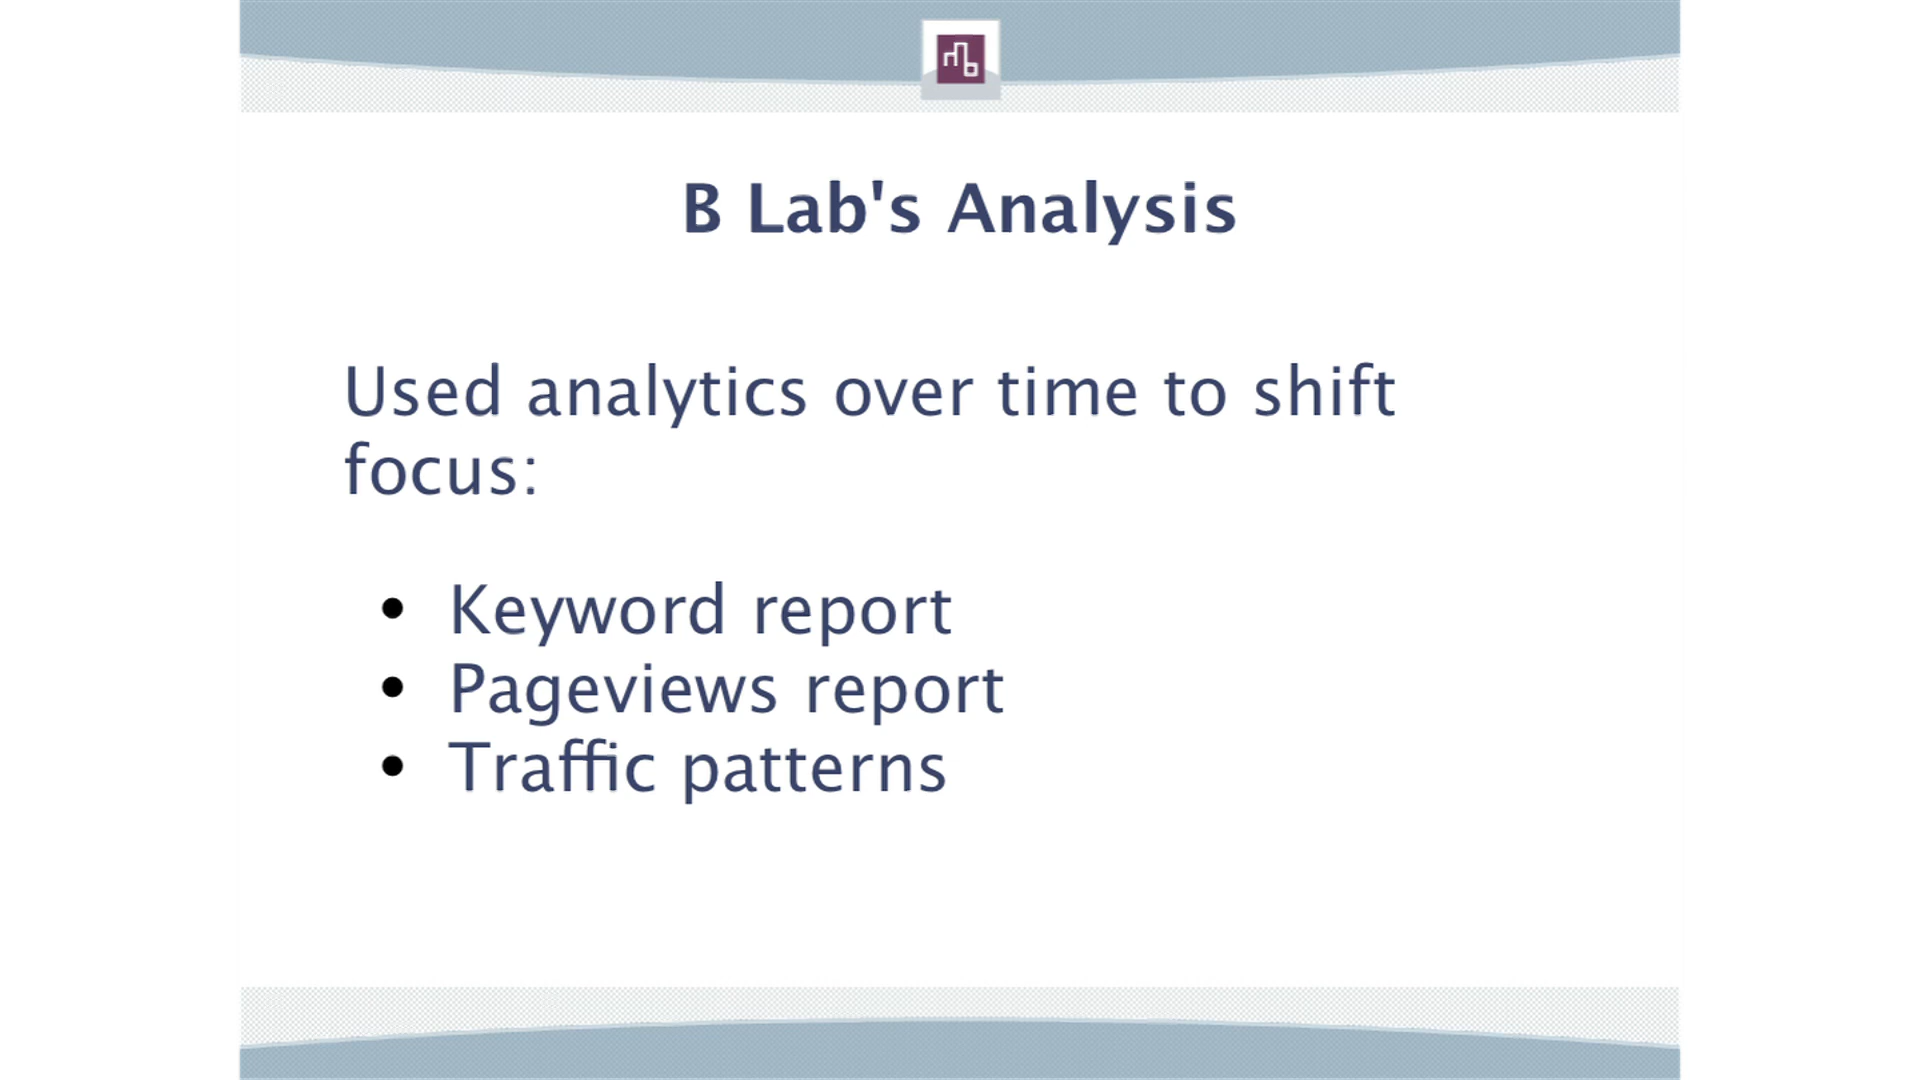 B Lab's Analysis
Used analytics over time to shift
focus:
• Keyword report
• Pageviews report
• Traffic patterns